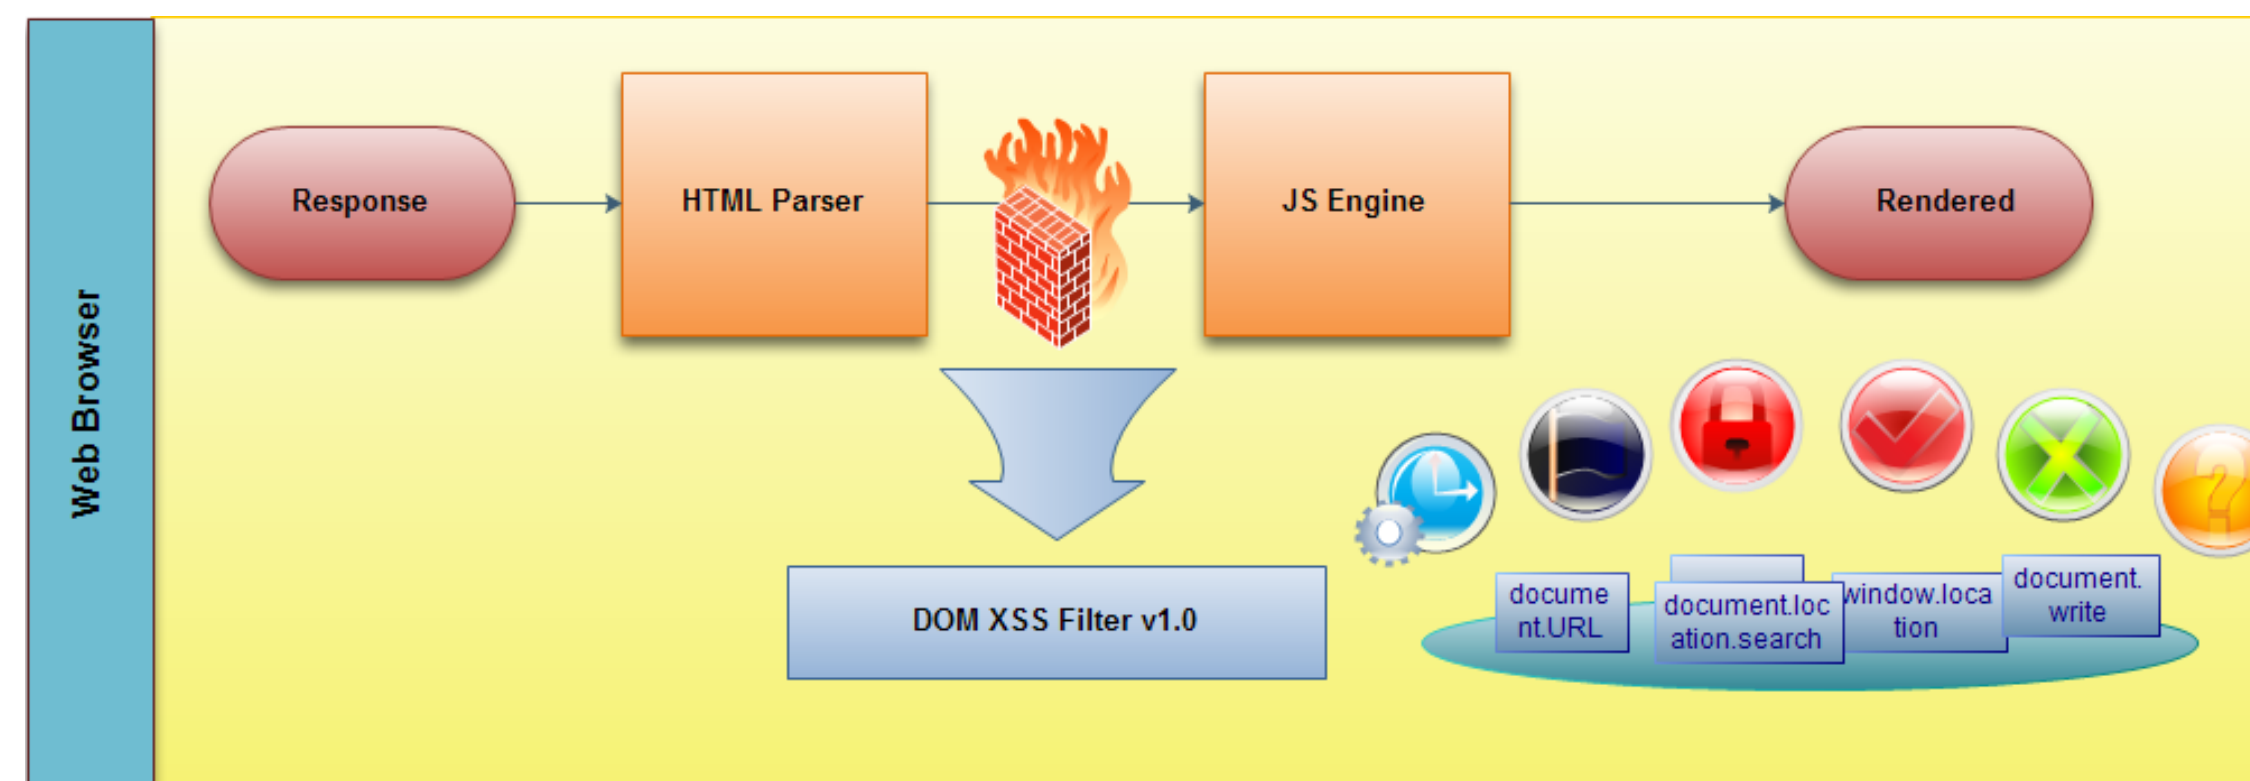 Web Browser
Response
HTML Parser
JS Engine
Rendered
DOM XSS Filter v1.0
docume
nt.URL
document.loc
ation.search
window.loca
tion
document.
write